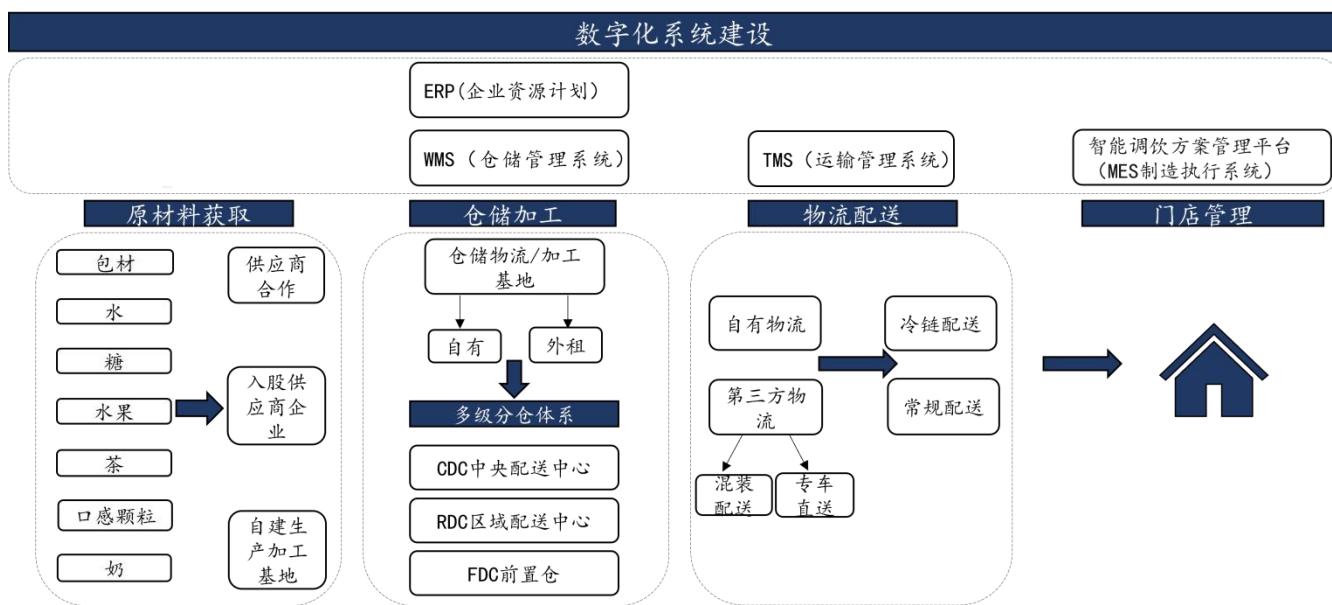 数字化系统建设
ERP(企业资源计划)
WMS（仓储管理系统）
TMS（运输管理系统）
智能调饮方案管理平台
（MES制造执行系统）
原材料获取
包材
水
糖
水果
茶
口感颗粒
奶
供应商
合作
入股供
应商企
业
自建生
产加工
基地
仓储加工
仓储物流/加工
基地
自有
外租
多级分仓体系
CDC中央配送中心
RDC区域配送中心
FDC前置仓
物流配送
自有物流
第三方物
流
混装
配送
专车
直送
冷链配送
常规配送
门店管理